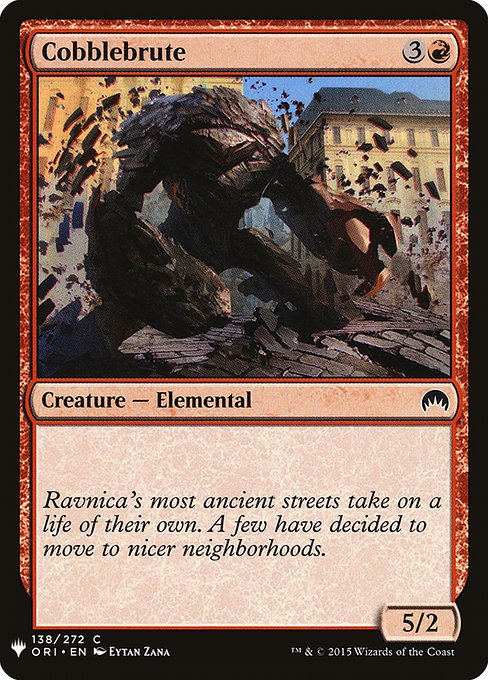 Cobblebrute 3
Creature — Elemental
Ravnica's most ancient streets take on a
life of their own. A few have decided to
move to nicer neighborhoods.
5/2
138/272 C
ORI • EN Eytan Zana
™ & © 2015 Wizards of the Coast